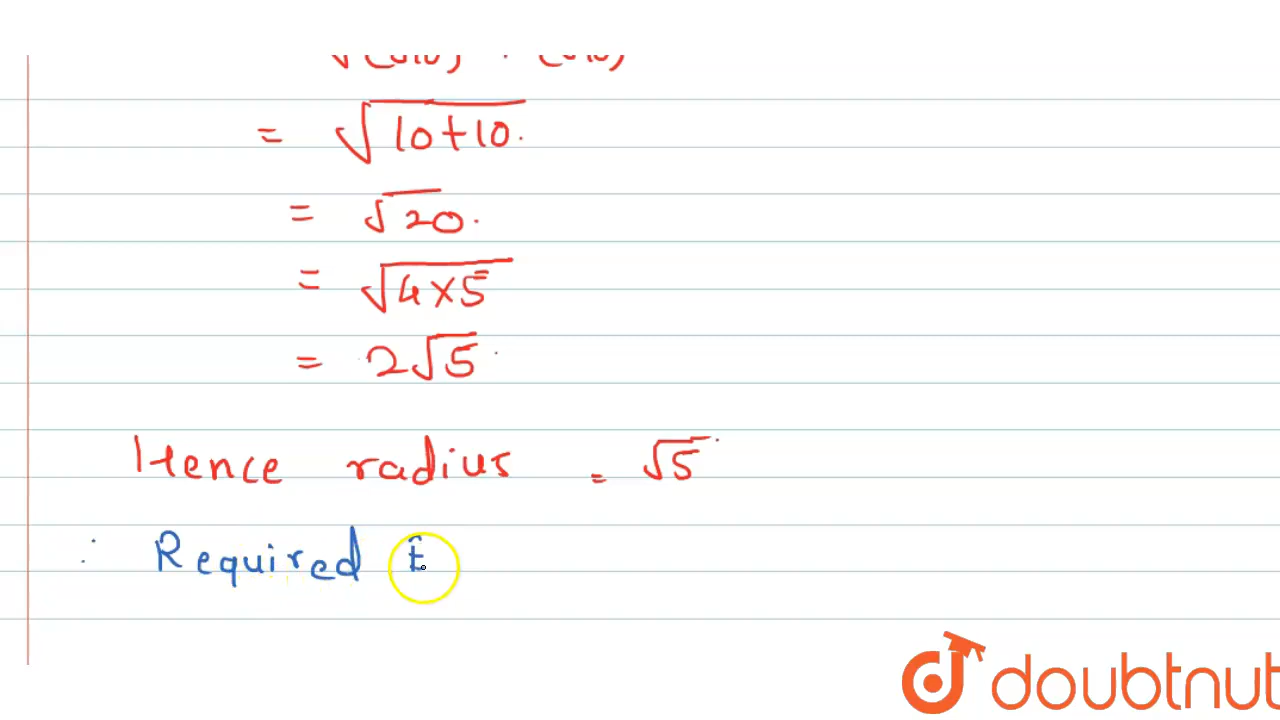 = √10+10
= √20
= √4×5
= 2√5
Hence radius = √5
∴ Required E
doubtnut